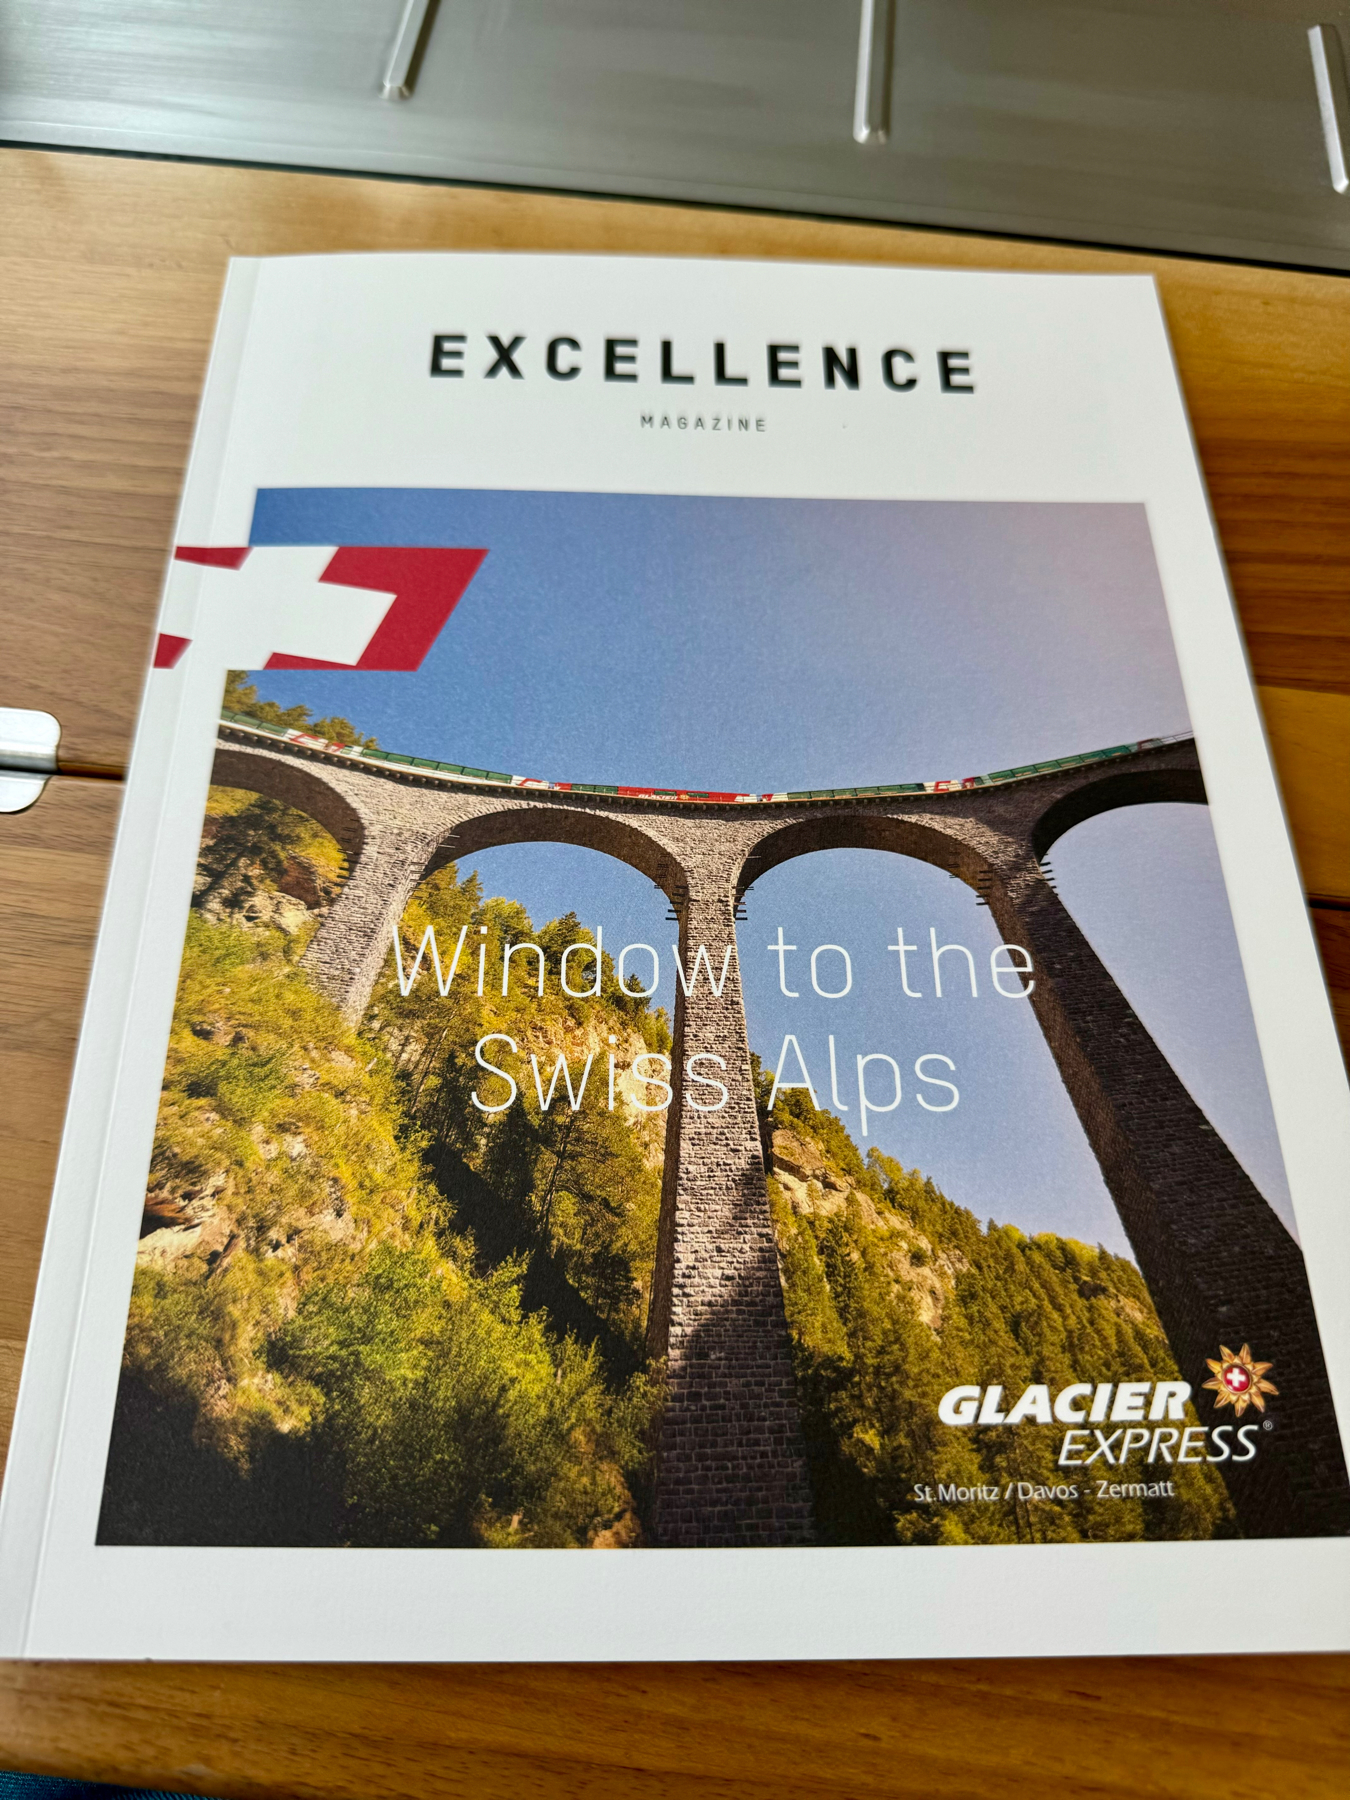 EXCELLENCE
MAGAZINE
Window to the
Swiss Alps
GLACIER
EXPRESS®
St. Moritz / Davos - Zermatt